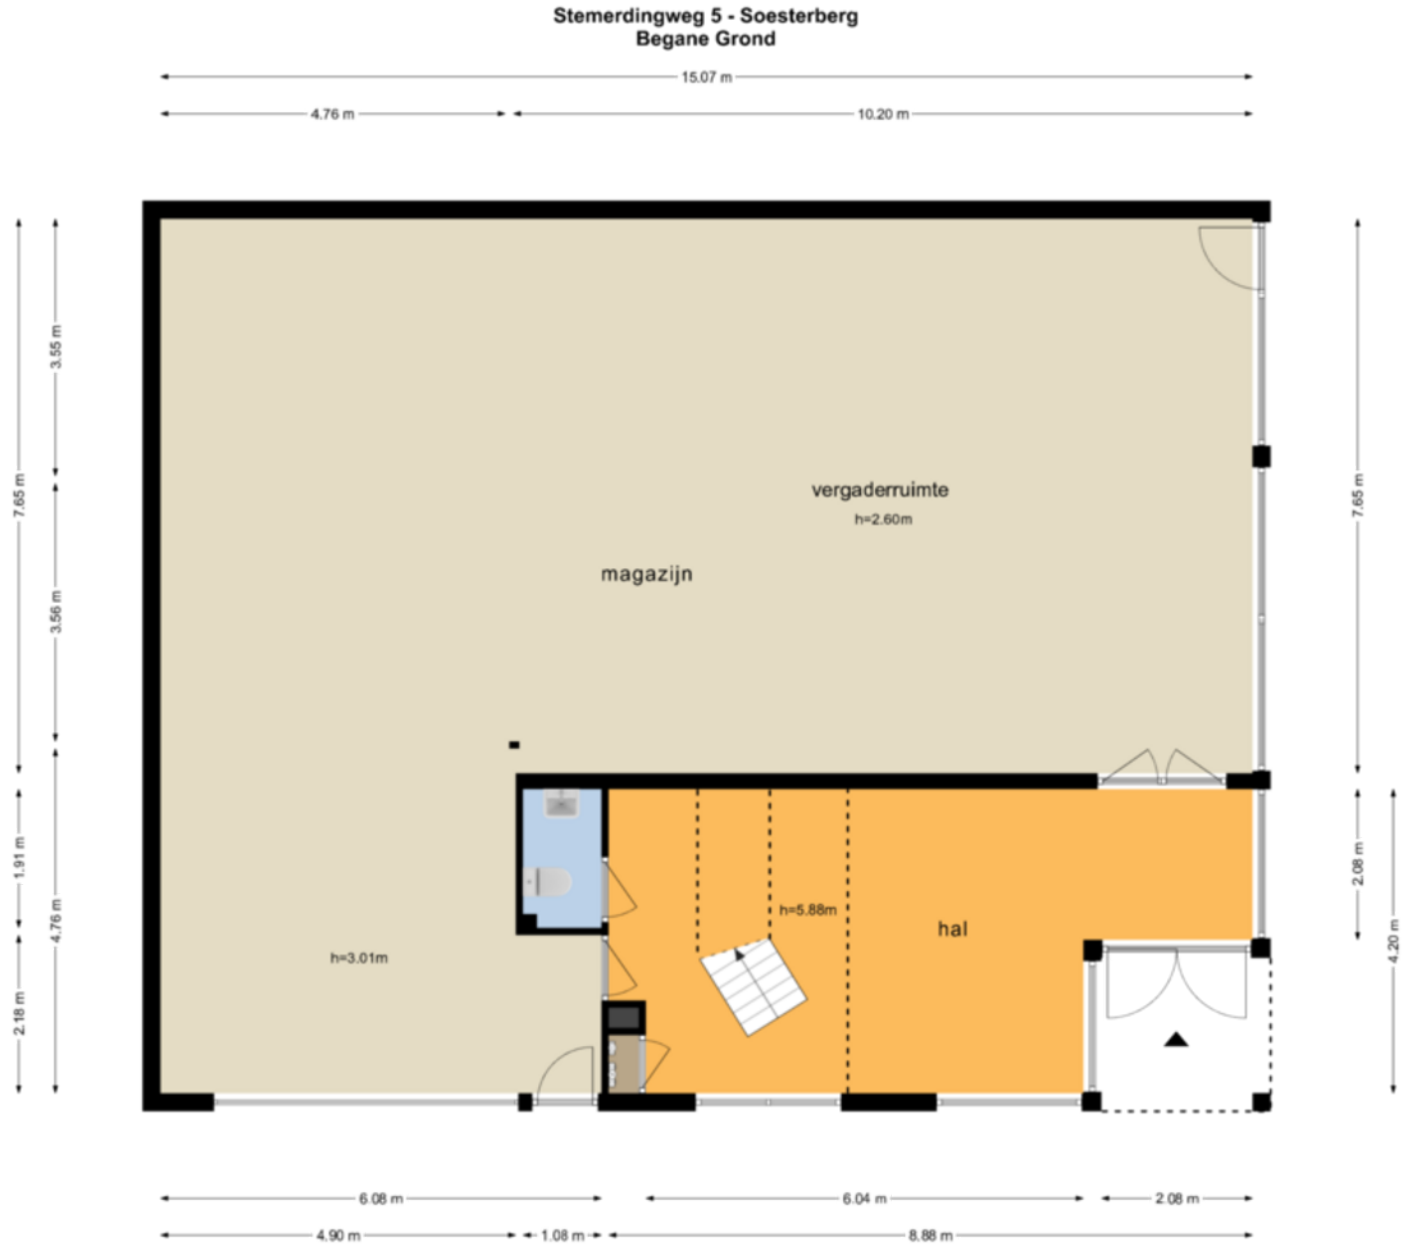 Stemerdingweg 5 - Soesterberg
Begane Grond
15.07 m
4.76 m
10.20 m
7.65 m
3.55 m
3.56 m
1.91 m
4.76 m
2.18 m
vergaderruimte
h=2.60m
magazijn
h=3.01m
h=5.88m
hal
7.65 m
2.08 m
4.20 m
6.08 m
6.04 m
2.08 m
4.90 m
1.08 m
8.88 m